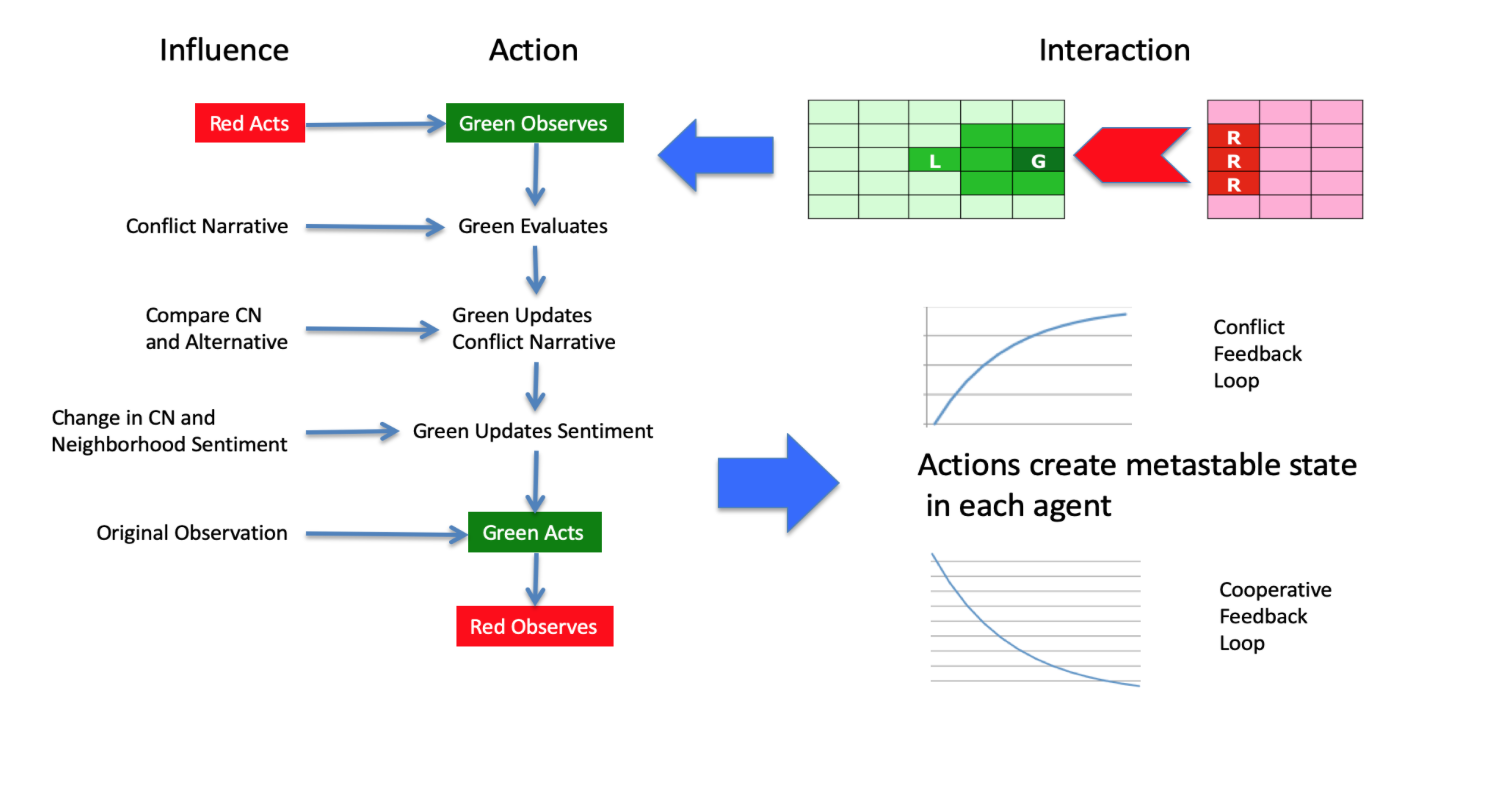 Influence
Action
Interaction
Red Acts
Green Observes
L
G
R
R
R
Conflict Narrative
Green Evaluates
Compare CN
and Alternative
Green Updates
Conflict Narrative
Change in CN and
Neighborhood Sentiment
Green Updates Sentiment
Original Observation
Green Acts
Red Observes
Conflict
Feedback
Loop
Actions create metastable state
in each agent
Cooperative
Feedback
Loop